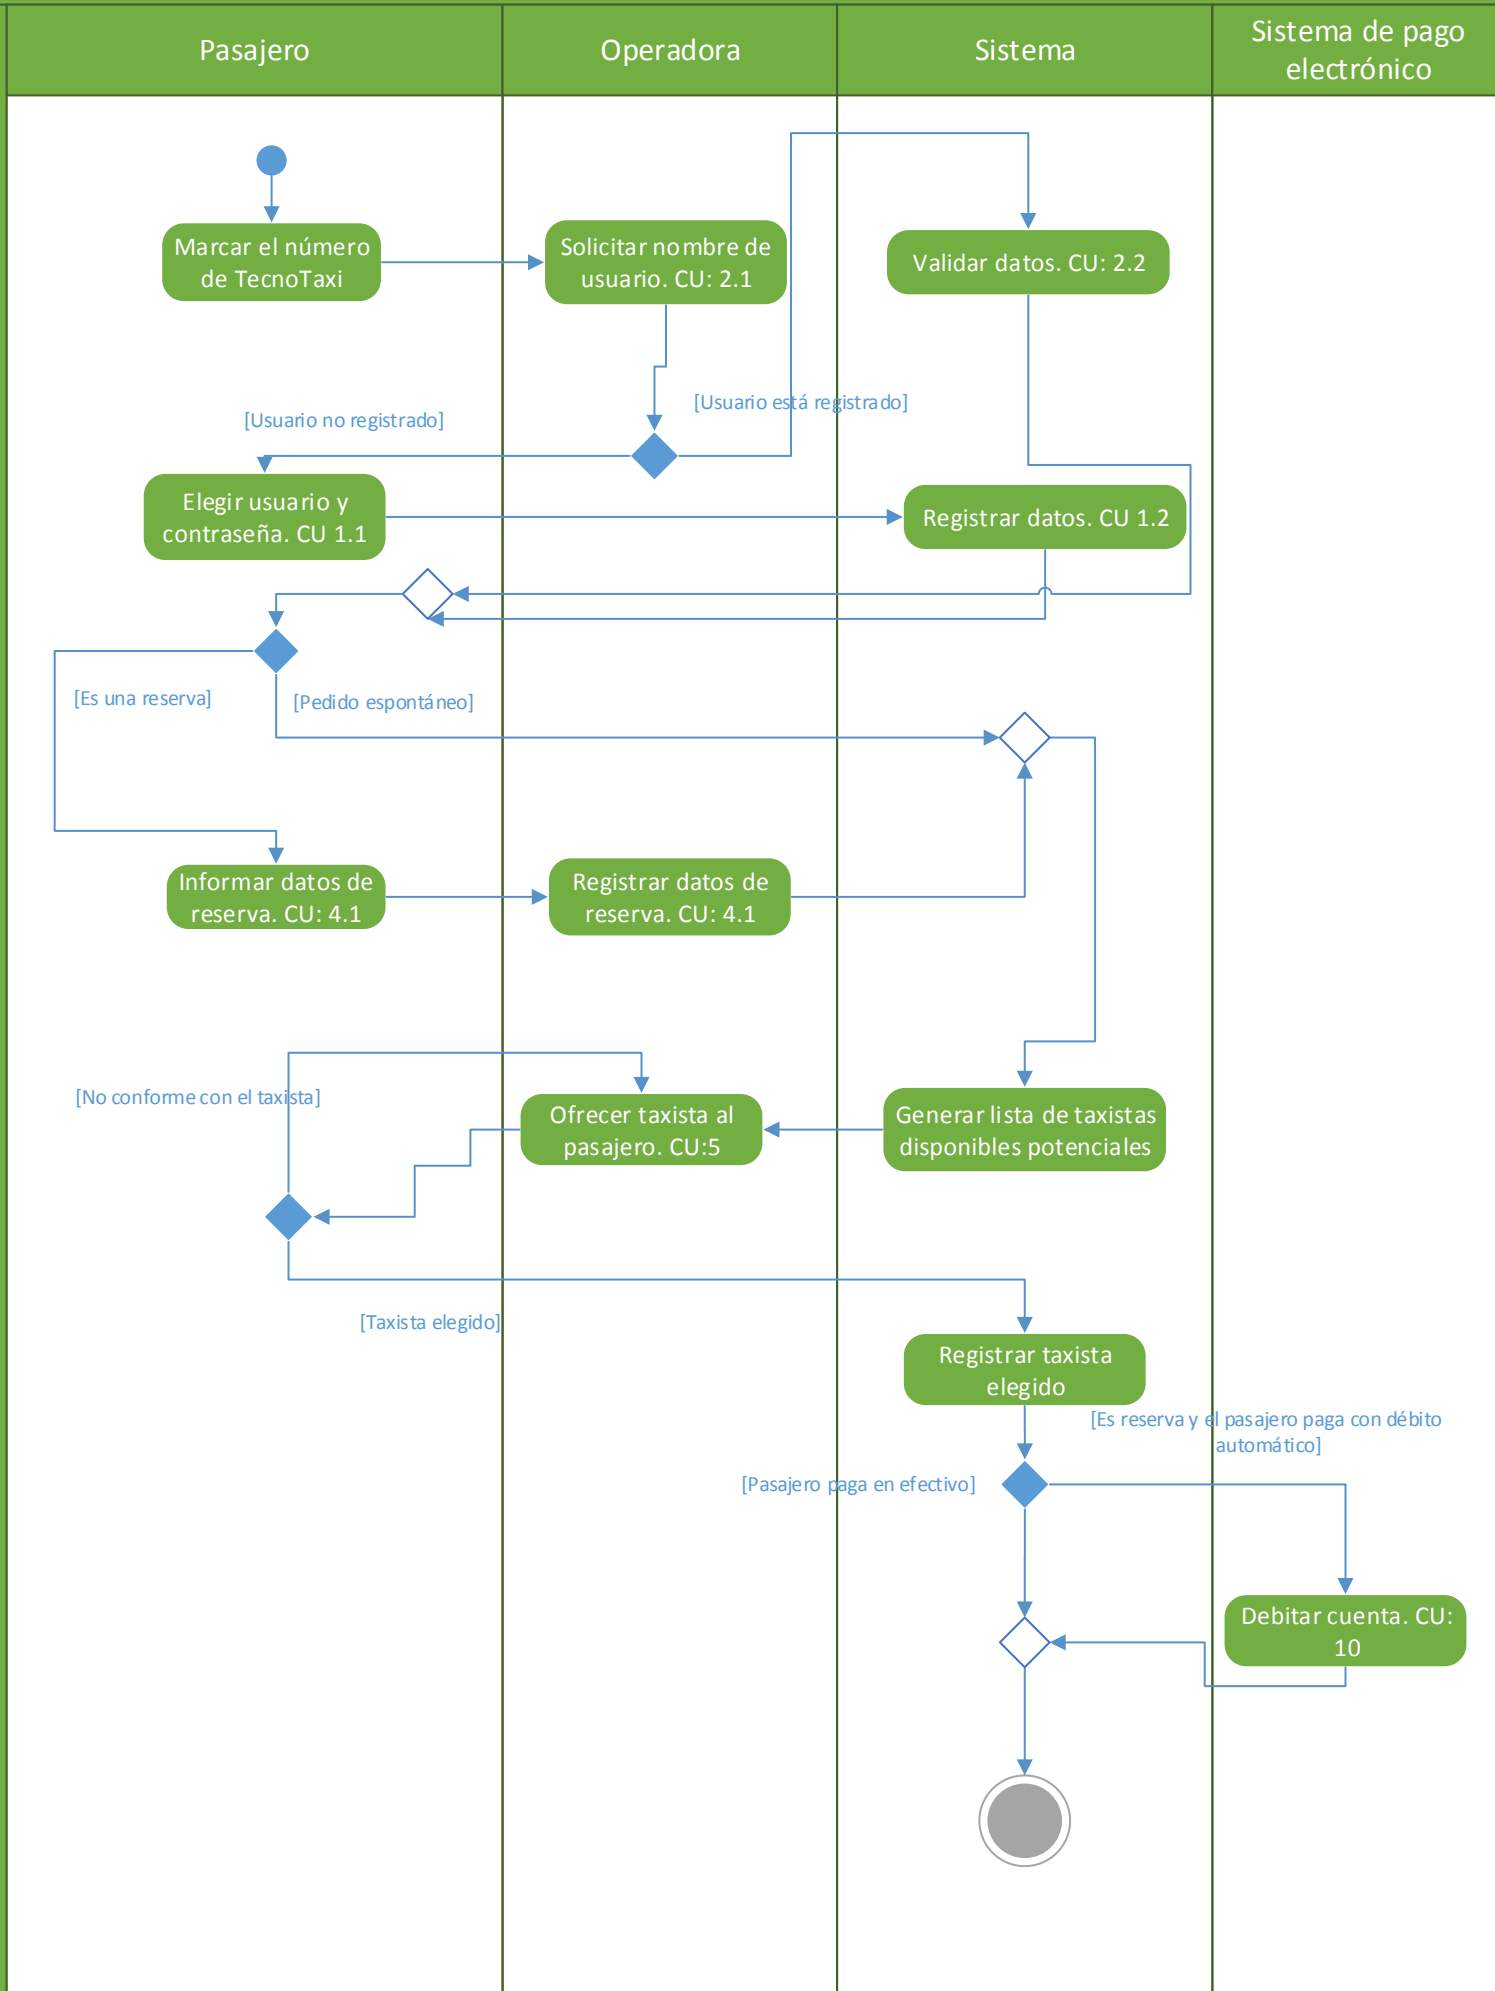 Pasajero
Operadora
Sistema
Sistema de pago
electrónico
Marcar el número
de TecnoTaxi
Solicitar nombre de
usuario. CU: 2.1
Validar datos. CU: 2.2
[Usuario no registrado]
[Usuario está registrado]
Elegir usuario y
contraseña. CU 1.1
Registrar datos. CU 1.2
[Es una reserva]
[Pedido espontáneo]
Informar datos de
reserva. CU: 4.1
Registrar datos de
reserva. CU: 4.1
[No conforme con el taxista]
Ofrecer taxista al
pasajero. CU:5
Generar lista de taxistas
disponibles potenciales
[Taxista elegido]
Registrar taxista
elegido
[Es reserva y el pasajero paga con débito
automático]
[Pasajero paga en efectivo]
Debitar cuenta. CU:
10